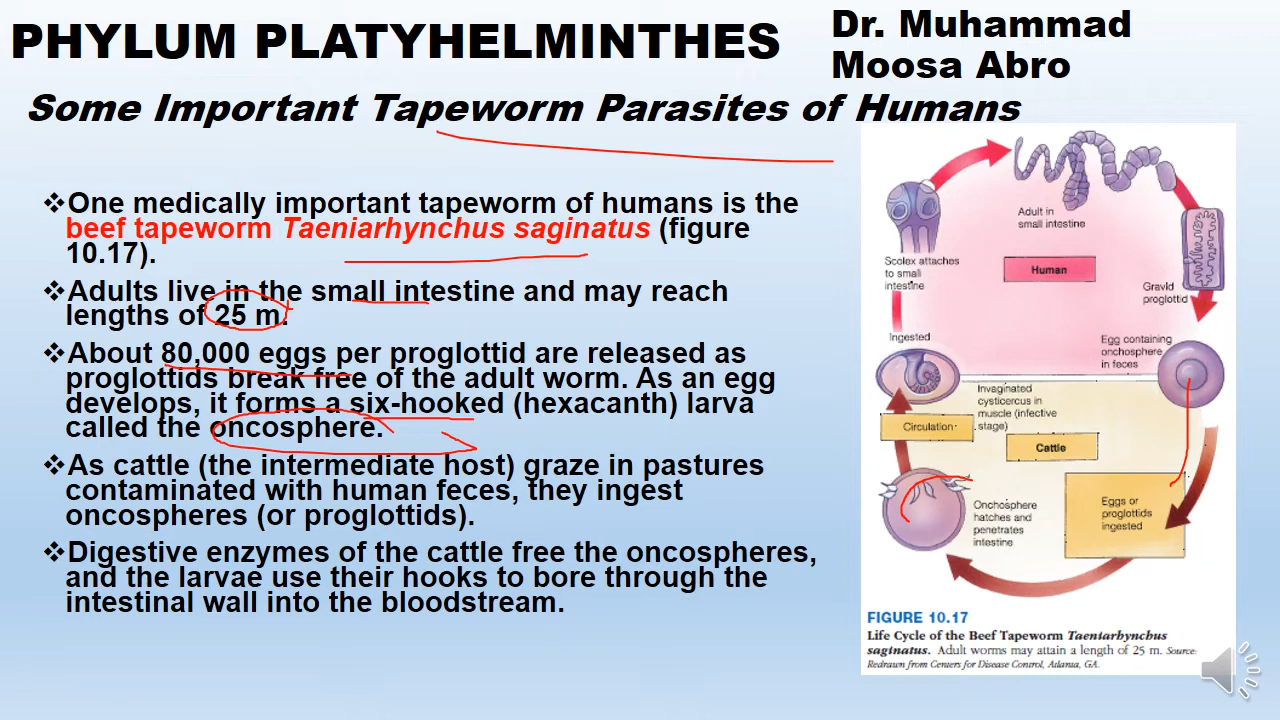 PHYLUM PLATYHELMINTHES
Dr. Muhammad
Moosa Abro
Some Important Tapeworm Parasites of Humans
❖One medically important tapeworm of humans is the
beef tapeworm Taeniarhynchus saginatus (figure
10.17).
❖Adults live in the small intestine and may reach
lengths of 25 m.
❖About 80,000 eggs per proglottid are released as
proglottids break free of the adult worm. As an egg
develops, it forms a six-hooked (hexacanth) larva
called the oncosphere.
❖As cattle (the intermediate host) graze in pastures
contaminated with human feces, they ingest
oncospheres (or proglottids).
❖Digestive enzymes of the cattle free the oncospheres,
and the larvae use their hooks to bore through the
intestinal wall into the bloodstream.
Adult in
small intestine
Scolex attaches
to small
intestine
Human
Gravid
proglottid
Ingested
Egg containing
onchosphere
in feces
Invaginated
cysticercus in
muscle (infective
stage)
Circulation
Cattle
Onchosphere
hatches and
penetrates
intestine
Eggs or
proglottids
ingested
FIGURE 10.17
Life Cycle of the Beef Tapeworm Taeniarhynchus
saginatus. Adult worms may attain a length of 25 m. Source:
Redrawn from Centers for Disease Control, Atlanta, GA.